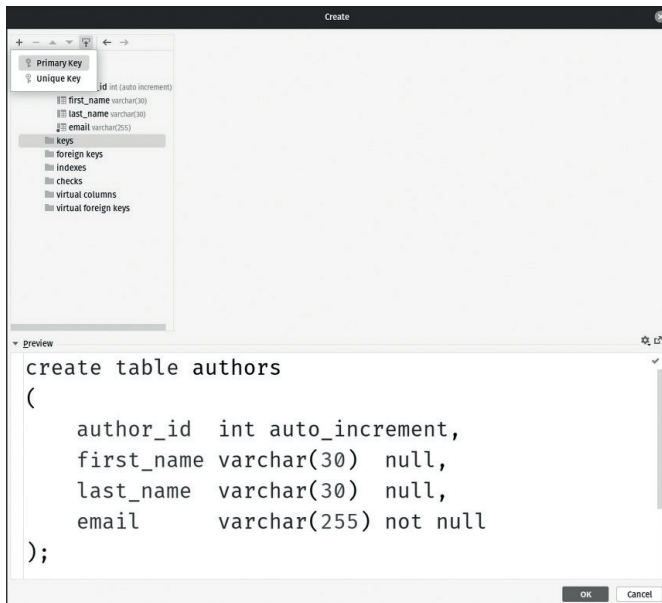 Create
Primary Key
Unique Key
_id int (auto increment)
first_name varchar(30)
last_name varchar(30)
email varchar(255)
keys
foreign keys
indexes
checks
virtual columns
virtual foreign keys
Preview
create table authors
(
author_id int auto_increment,
first_name varchar(30) null,
last_name varchar(30) null,
email varchar(255) not null
);
OK Cancel